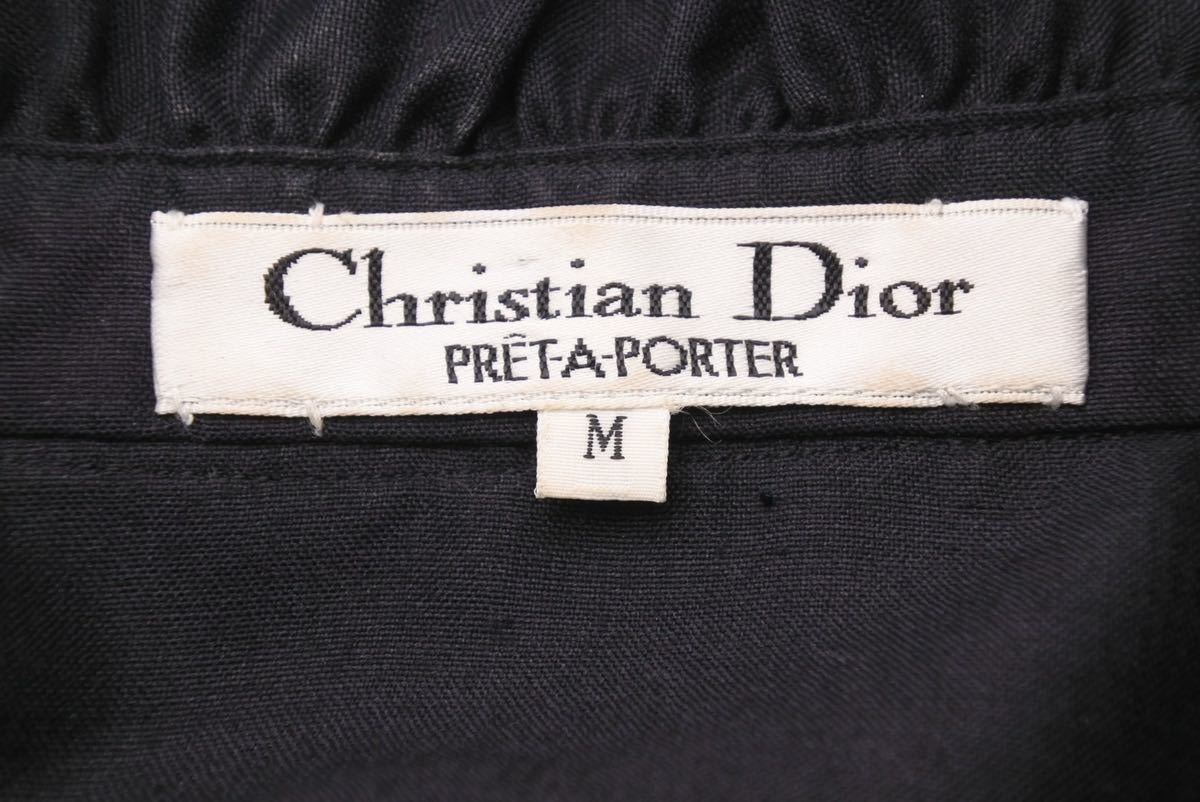 Christian Dior
PRÊT-A-PORTER
M